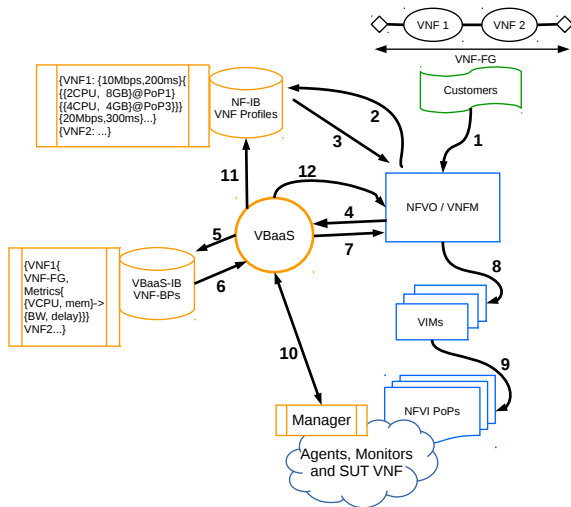 VNF 1
VNF 2
VNF-FG
Customers
{VNF1: {10Mbps,200ms}{
{{2CPU, 8GB}@PoP1}
{{4CPU, 4GB}@PoP3}}}
{20Mbps,300ms}...}
{VNF2: ...}
NF-IB
VNF Profiles
2
3
1
11
12
NFVO / VNFM
VBaaS
4
5
7
6
8
{VNF1{
VNF-FG,
Metrics{
{VCPU, mem}->
{BW, delay}}}
VNF2...}
VBaaS-IB
VNF-BPs
VIMs
10
9
Manager
NFVI PoPs
Agents, Monitors
and SUT VNF